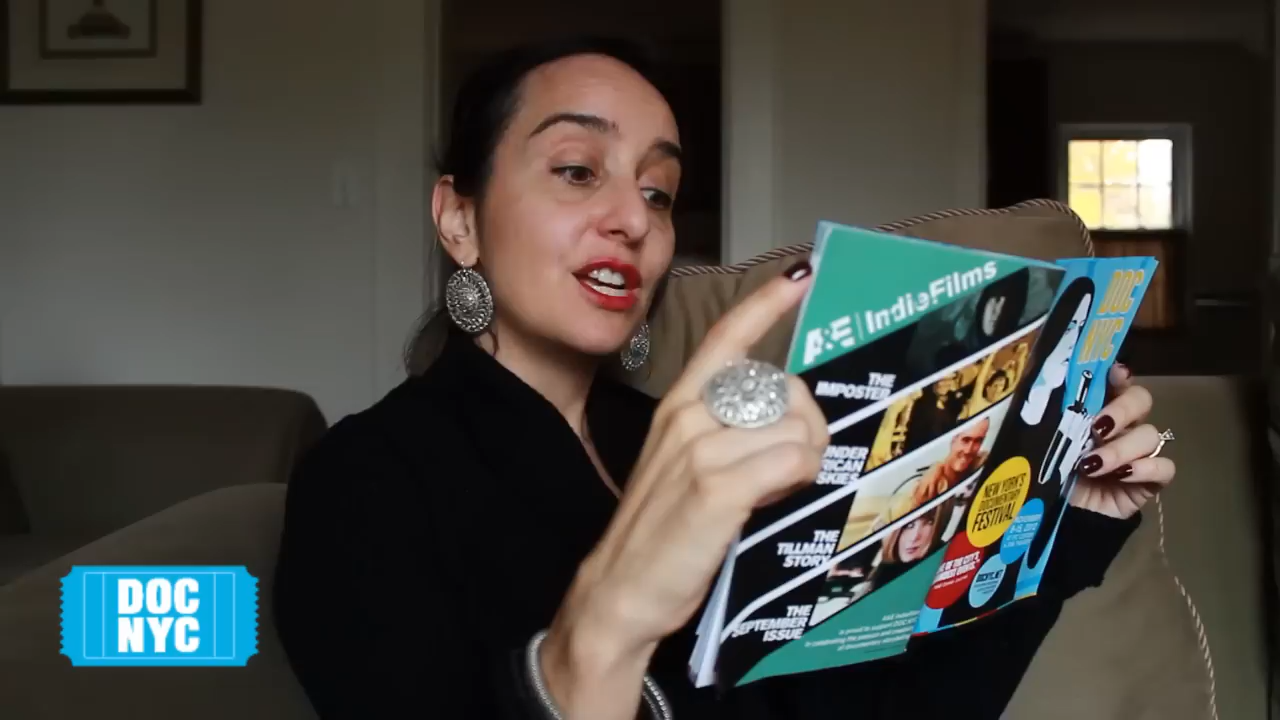 A&E IndieFilms
THE
IMPOSTER
UNDER
RICAN
SKIES
THE
TILLMAN
STORY
THE
SEPTEMBER
ISSUE
DOC
NYC
NEW YORK'S
DOCUMENTARY
FESTIVAL
DOC
NYC